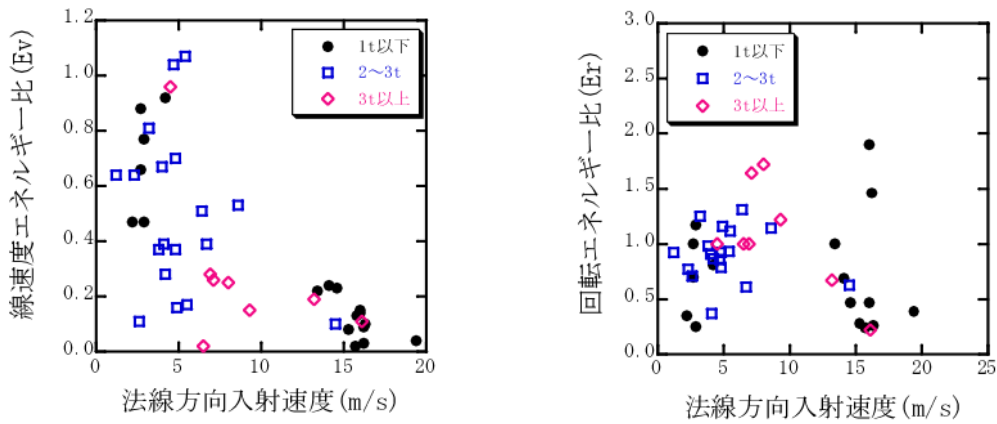 線速度エネルギー比(Ev)
1.2
1.0
0.8
0.6
0.4
0.2
0.0
1t以下
2～3t
3t以上
0 5 10 15 20
法線方向入射速度(m/s)
回転エネルギー比(Er)
3.0
2.5
2.0
1.5
1.0
0.5
0.0
1t以下
2～3t
3t以上
0 5 10 15 20 25
法線方向入射速度(m/s)